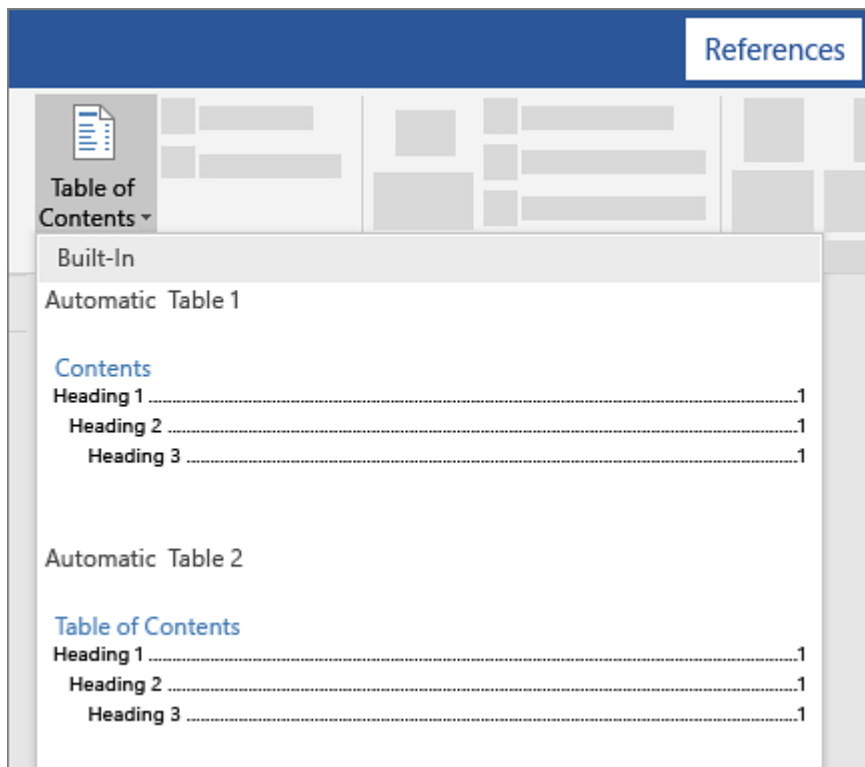 References
Table of
Contents
Built-In
Automatic Table 1
Contents
Heading 1 ........................................................................ 1
Heading 2 ........................................................................ 1
Heading 3 ........................................................................ 1
Automatic Table 2
Table of Contents
Heading 1 ........................................................................ 1
Heading 2 ........................................................................ 1
Heading 3 ........................................................................ 1